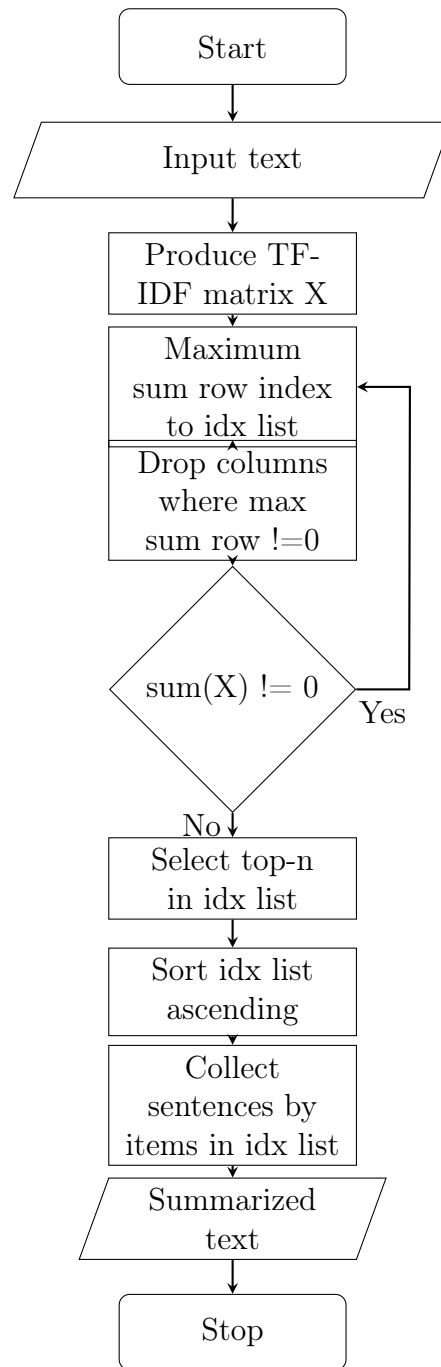 Start
Input text
Produce TF-
IDF matrix X
Maximum
sum row index
to idx list
Drop columns
where max
sum row !=0
sum(X) != 0
Yes
No
Select top-n
in idx list
Sort idx list
ascending
Collect
sentences by
items in idx list
Summarized
text
Stop